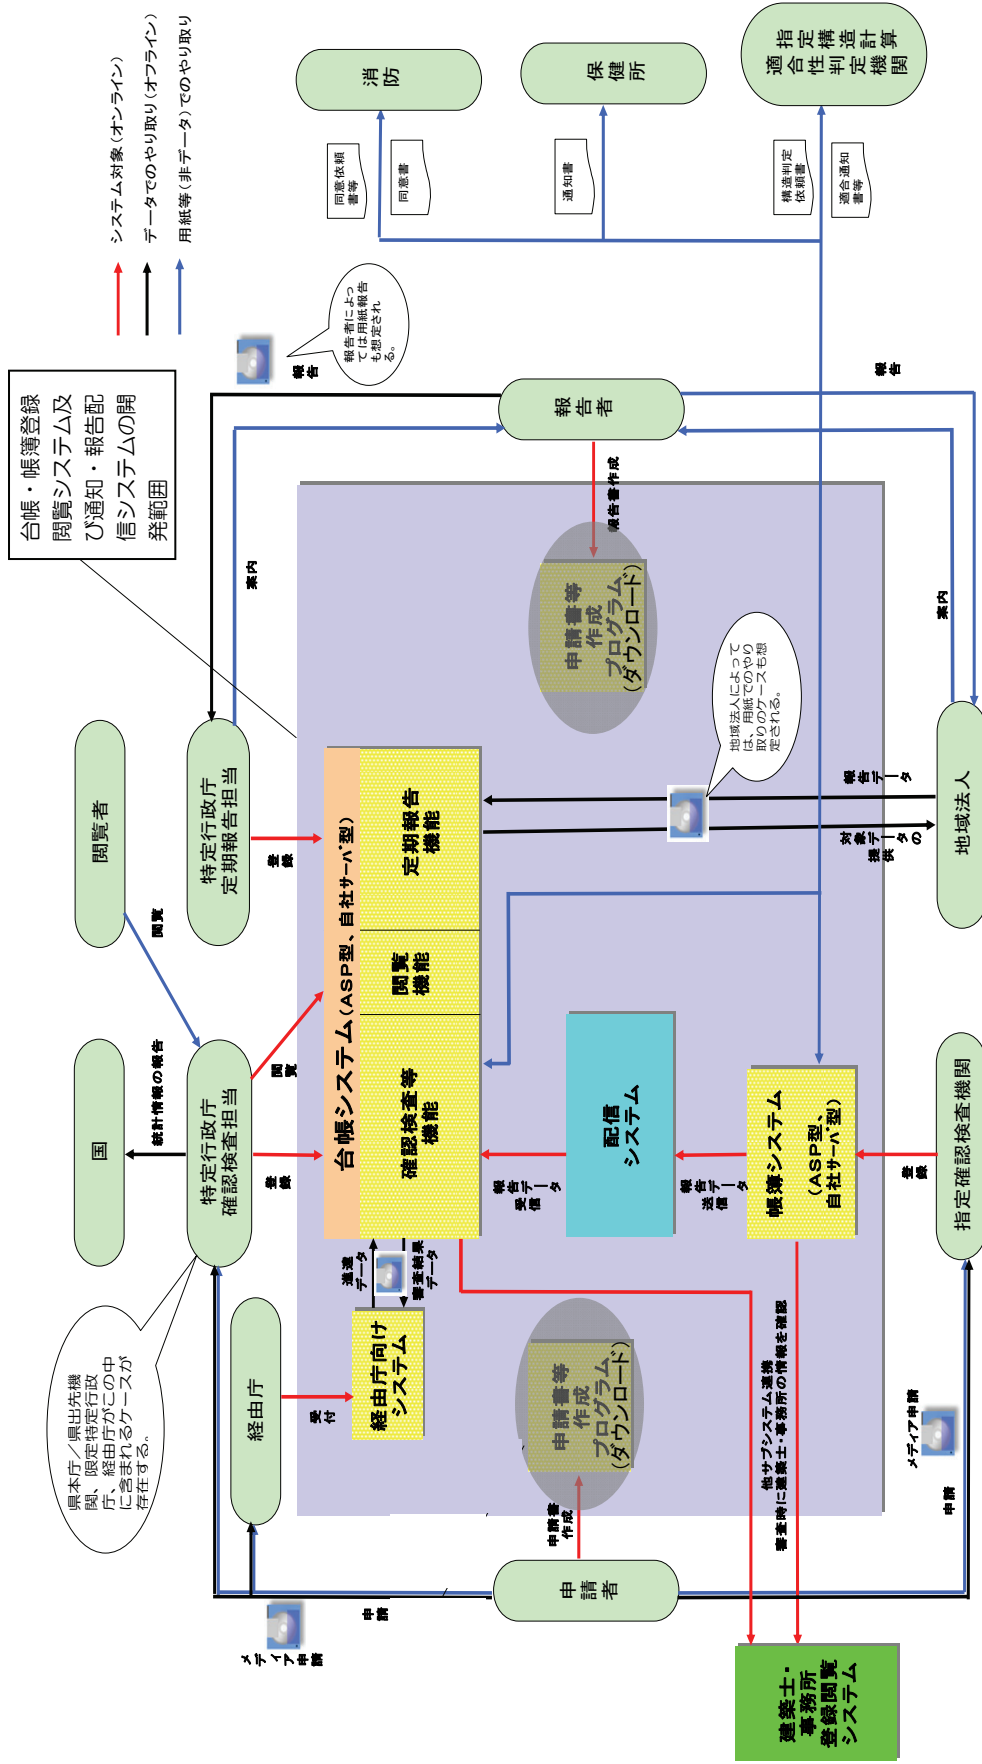 建築士・
事務所
登録閲覧
システム
メディア申請
申請
申請者
申請書
作成
申請書等
作成
プログラム
(ダウンロード)
県本庁／県出先機
関、限定特定行政
庁、経由庁がこの中
に含まれるケースが
存在する。
経由庁
受付
経由庁向け
システム
進達
データ
審査結果
データ
他サブシステム連携
審査時に建築士・事務所の情報を確認
メディア申請
申請
国
統計情報の報告
特定行政庁
確認検査担当
登録
閲覧
閲覧
閲覧者
特定行政庁
定期報告担当
登録
台帳システム(ASP型、自社サーバ型)
確認検査等
機能
閲覧
機能
定期報告
機能
報告データ
受信
配信
システム
報告データ
送信
帳簿システム
(ASP型、
自社サーバ型)
登録
指定確認検査機関
対象データの
提供
報告データ
地域法人
地域法人によって
は、用紙でのやり
取りのケースも想
定される。
申請書等
作成
プログラム
(ダウンロード)
報告書作成
台帳・帳簿登録
閲覧システム及
び通知・報告配
信システムの開
発範囲
案内
報告
報告者によっ
ては用紙報告
も想定され
る。
報告者
案内
報告
システム対象(オンライン)
データでのやり取り(オフライン)
用紙等(非データ)でのやり取り
同意依頼
書等
同意書
消防
通知書
保健所
構造判定
依頼書
適合通知
書等
指定構造計算
適合性判定機関